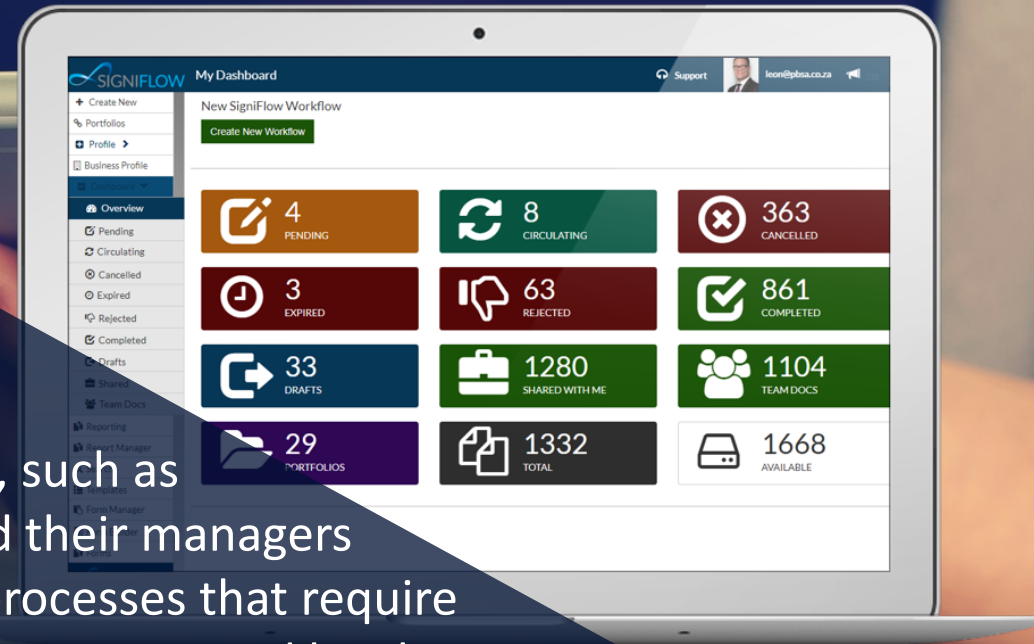 SIGNIFLOW
My Dashboard
Support
leon@pbsa.co.za
Create New
Portfolios
Profile
Business Profile
Dashboard
Overview
Pending
Circulating
Cancelled
Expired
Rejected
Completed
Drafts
Shared
Team Docs
Reporting
Report Manager
Templates
Form Manager
Forms
New SigniFlow Workflow
Create New Workflow
4
PENDING
8
CIRCULATING
363
CANCELLED
3
EXPIRED
63
REJECTED
861
COMPLETED
33
DRAFTS
1280
SHARED WITH ME
1104
TEAM DOCS
29
PORTFOLIOS
1332
TOTAL
1668
AVAILABLE
, such as
d their managers
rocesses that require